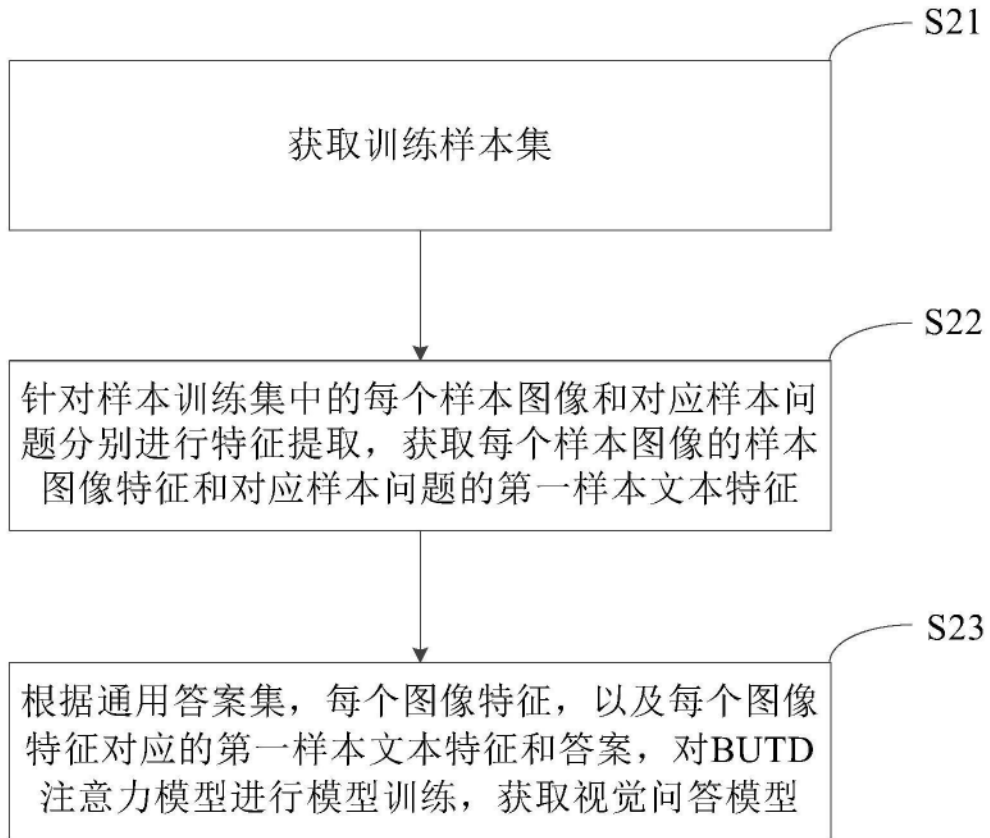 S21
获取训练样本集
S22
针对样本训练集中的每个样本图像和对应样本问
题分别进行特征提取，获取每个样本图像的样本
图像特征和对应样本问题的第一样本文本特征
S23
根据通用答案集，每个图像特征，以及每个图像
特征对应的第一样本文本特征和答案，对BUTD
注意力模型进行模型训练，获取视觉问答模型